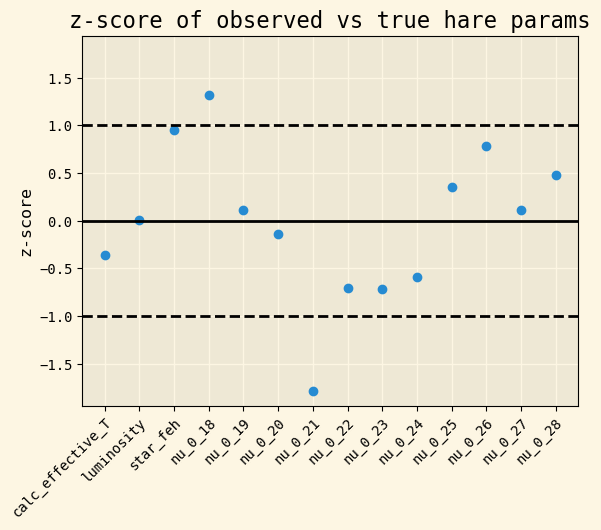 z-score of observed vs true hare params
z-score
1.5
1.0
0.5
0.0
−0.5
−1.0
−1.5
calc_effective_T
luminosity
star_feh
nu_0_18
nu_0_19
nu_0_20
nu_0_21
nu_0_22
nu_0_23
nu_0_24
nu_0_25
nu_0_26
nu_0_27
nu_0_28